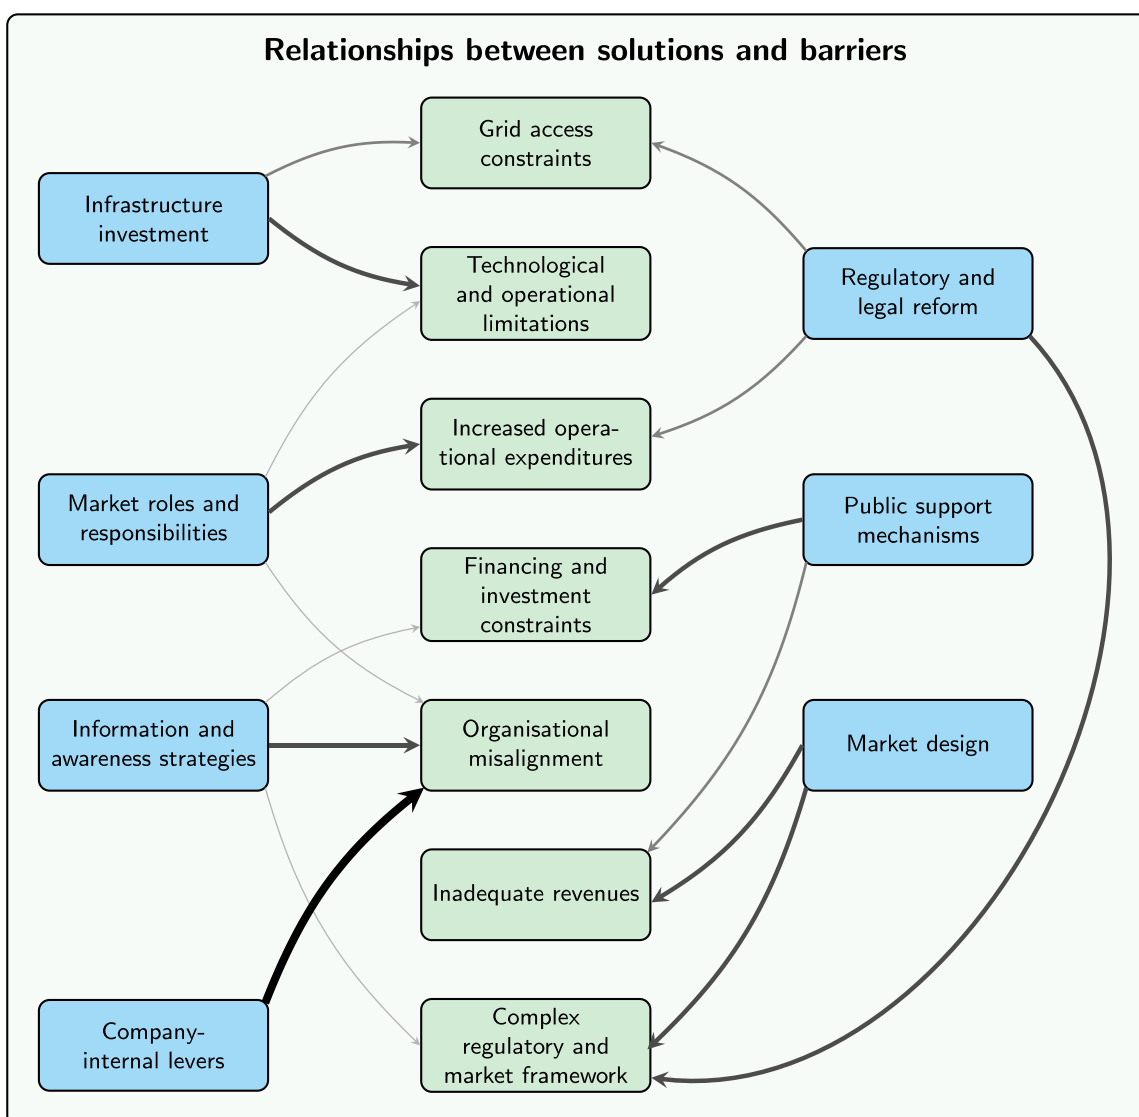 Relationships between solutions and barriers
Grid access
constraints
Infrastructure
investment
Technological
and operational
limitations
Regulatory and
legal reform
Increased opera-
tional expenditures
Market roles and
responsibilities
Public support
mechanisms
Financing and
investment
constraints
Information and
awareness strategies
Organisational
misalignment
Market design
Inadequate revenues
Company-
internal levers
Complex
regulatory and
market framework